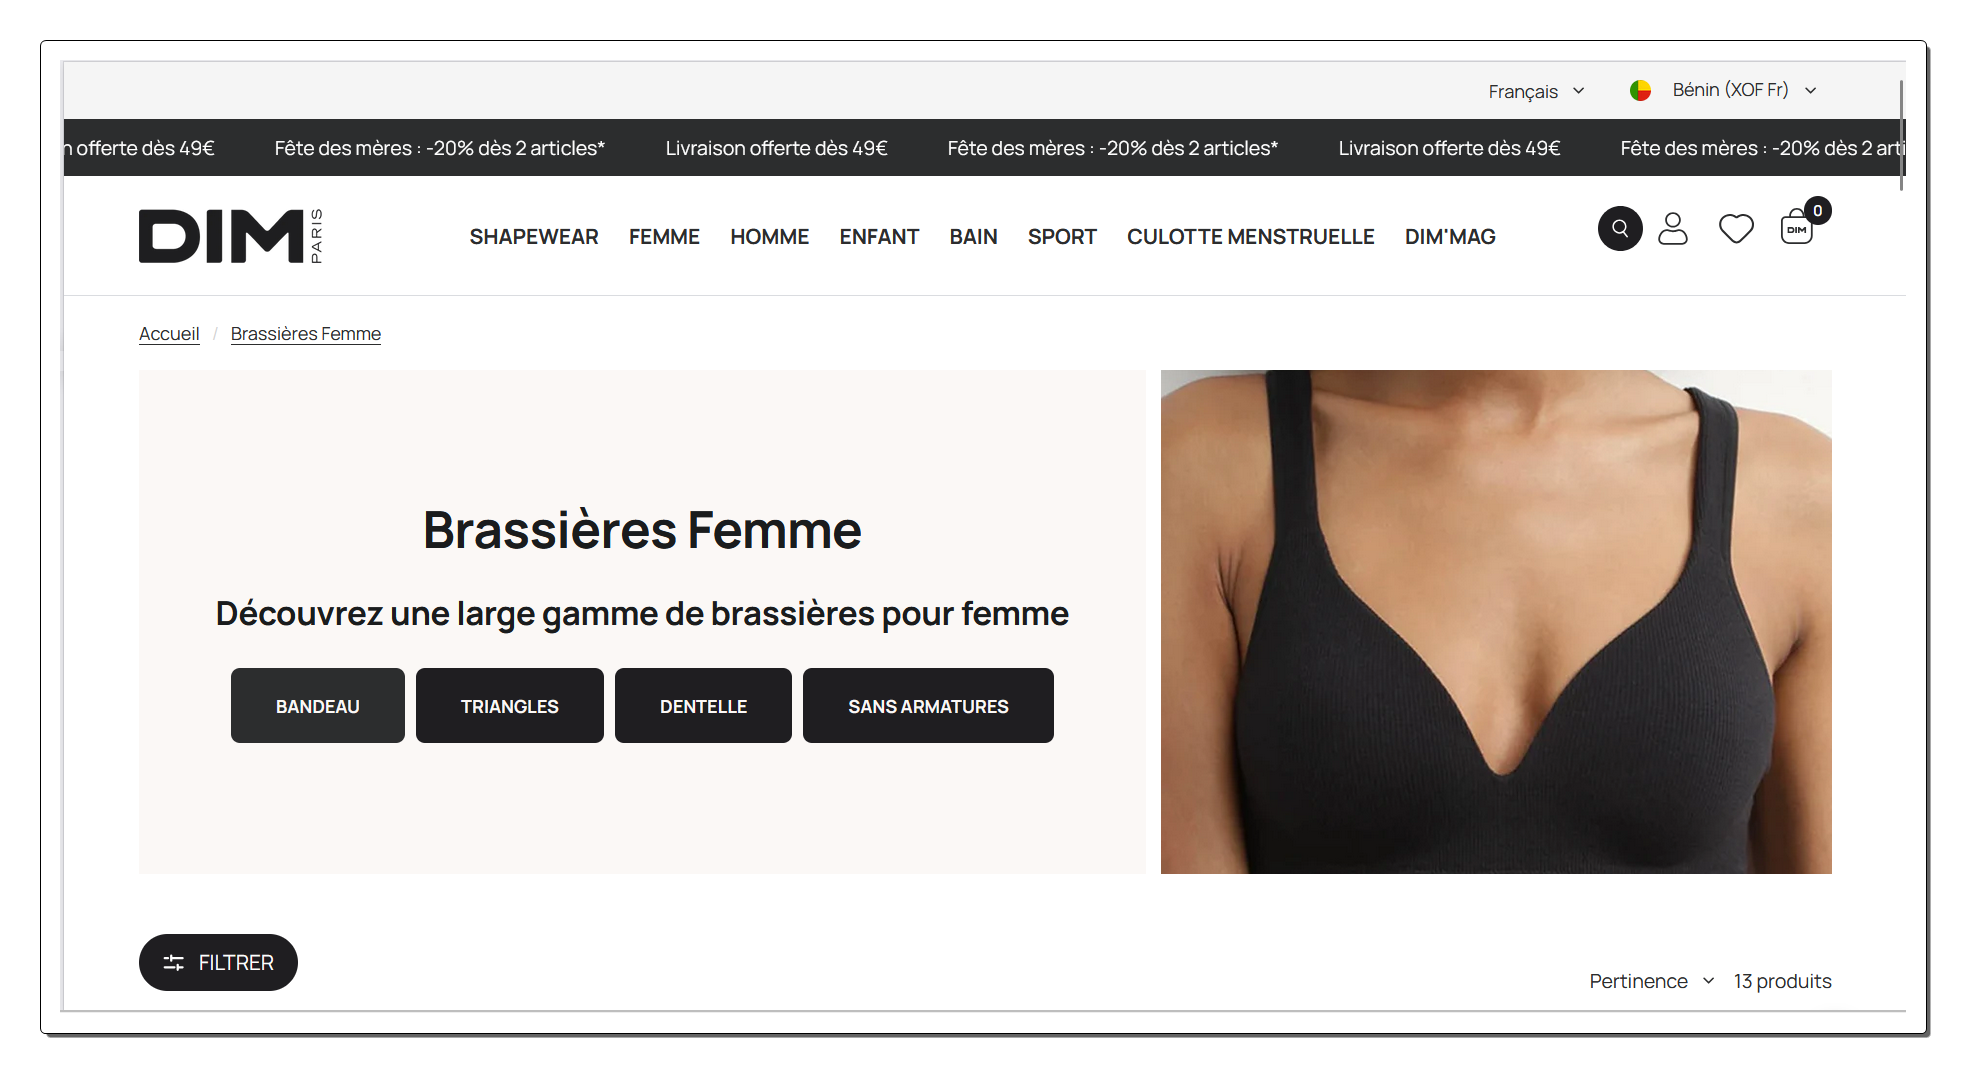 Français
Bénin (XOF Fr)
n offerte dès 49€ Fête des mères : -20% dès 2 articles* Livraison offerte dès 49€ Fête des mères : -20% dès 2 articles* Livraison offerte dès 49€ Fête des mères : -20% dès 2 arti
DIM PARIS
SHAPEWEAR FEMME HOMME ENFANT BAIN SPORT CULOTTE MENSTRUELLE DIM'MAG
DIM 0
Accueil / Brassières Femme
Brassières Femme
Découvrez une large gamme de brassières pour femme
BANDEAU TRIANGLES DENTELLE SANS ARMATURES
FILTRER
Pertinence 13 produits